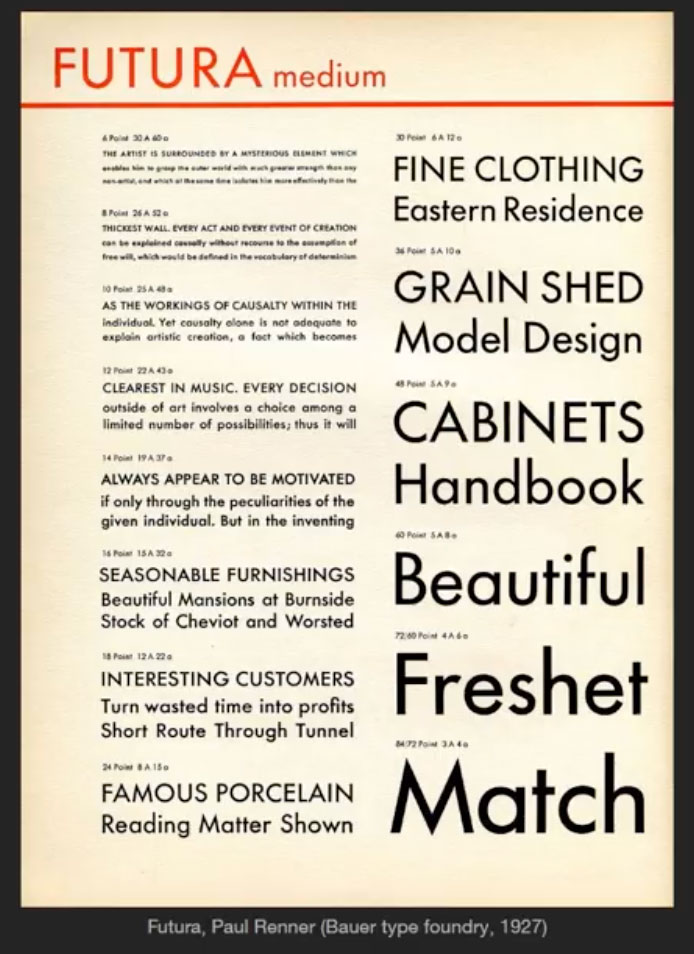 FUTURA medium
6 Point 30 A 60 a
THE ARTIST IS SURROUNDED BY A MYSTERIOUS ELEMENT WHICH
enables him to grasp the outer world with much greater strength than any
non-artist, and which at the same time isolates him more effectively than the
8 Point 26 A 52 a
THICKEST WALL. EVERY ACT AND EVERY EVENT OF CREATION
can be explained causally without recourse to the assumption of
free will, which would be defined in the vocabulary of determinism
10 Point 25 A 48 a
AS THE WORKINGS OF CAUSALTY WITHIN THE
individual. Yet causalty alone is not adequate to
explain artistic creation, a fact which becomes
12 Point 22 A 43 a
CLEAREST IN MUSIC. EVERY DECISION
outside of art involves a choice among a
limited number of possibilities; thus it will
14 Point 19 A 37 a
ALWAYS APPEAR TO BE MOTIVATED
if only through the peculiarities of the
given individual. But in the inventing
16 Point 15 A 32 a
SEASONABLE FURNISHINGS
Beautiful Mansions at Burnside
Stock of Cheviot and Worsted
18 Point 12 A 22 a
INTERESTING CUSTOMERS
Turn wasted time into profits
Short Route Through Tunnel
24 Point 8 A 15 a
FAMOUS PORCELAIN
Reading Matter Shown
30 Point 6 A 12 a
FINE CLOTHING
Eastern Residence
36 Point 5 A 10 a
GRAIN SHED
Model Design
48 Point 5 A 9 a
CABINETS
Handbook
60 Point 5 A 8 a
Beautiful
72/60 Point 4 A 6 a
Freshet
84/72 Point 3 A 4 a
Match
Futura, Paul Renner (Bauer type foundry, 1927)